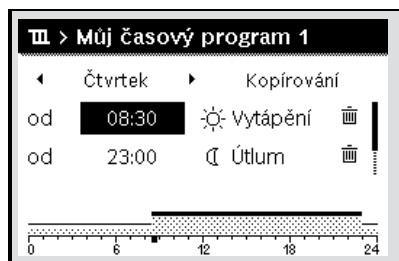 > Můj časový program 1
Čtvrtek Kopírování
od 08:30 Vytápění
od 23:00 Útlum
0 6 12 18 24